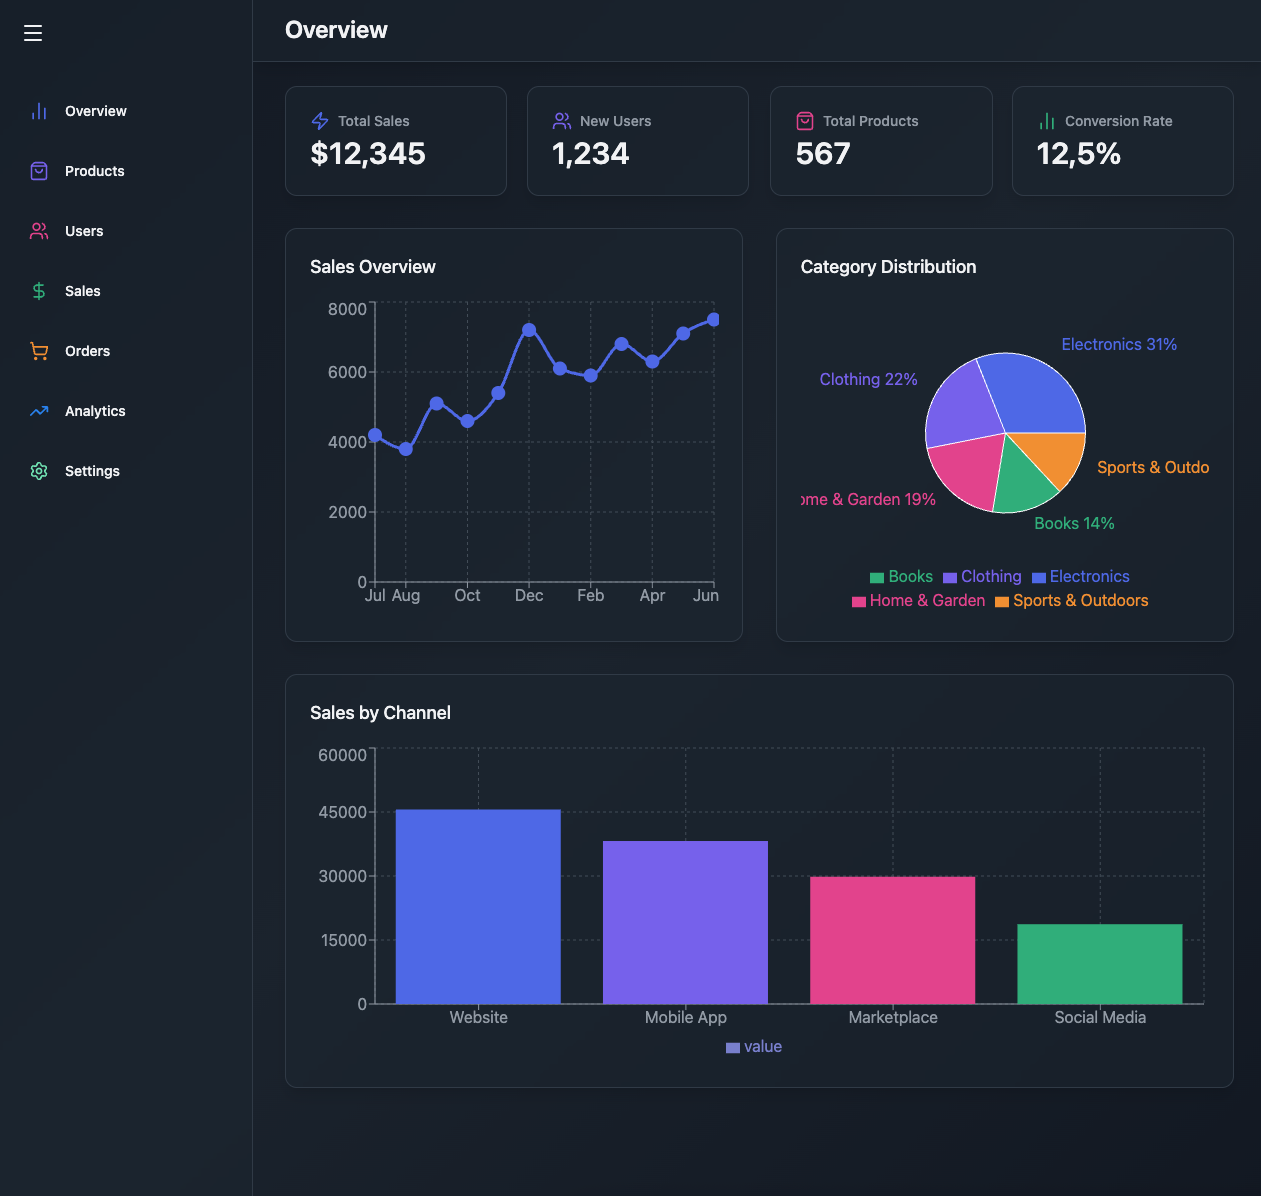 Overview
Overview
Products
Users
Sales
Orders
Analytics
Settings
Total Sales
$12,345
New Users
1,234
Total Products
567
Conversion Rate
12,5%
Sales Overview
8000
6000
4000
2000
0
Jul Aug Oct Dec Feb Apr Jun
Category Distribution
Electronics 31%
Clothing 22%
Sports & Outdo
ome & Garden 19%
Books 14%
Books Clothing Electronics
Home & Garden Sports & Outdoors
Sales by Channel
60000
45000
30000
15000
0
Website Mobile App Marketplace Social Media
value